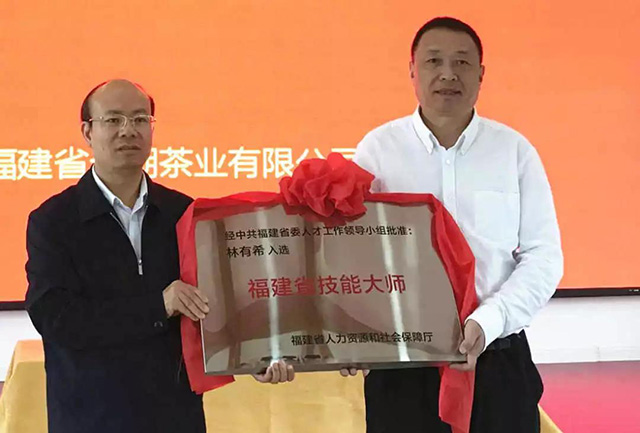 福建省 湖茶业有限公司
经中共福建省委人才工作领导小组批准:
林有希 入选
福建省技能大师
福建省人力资源和社会保障厅